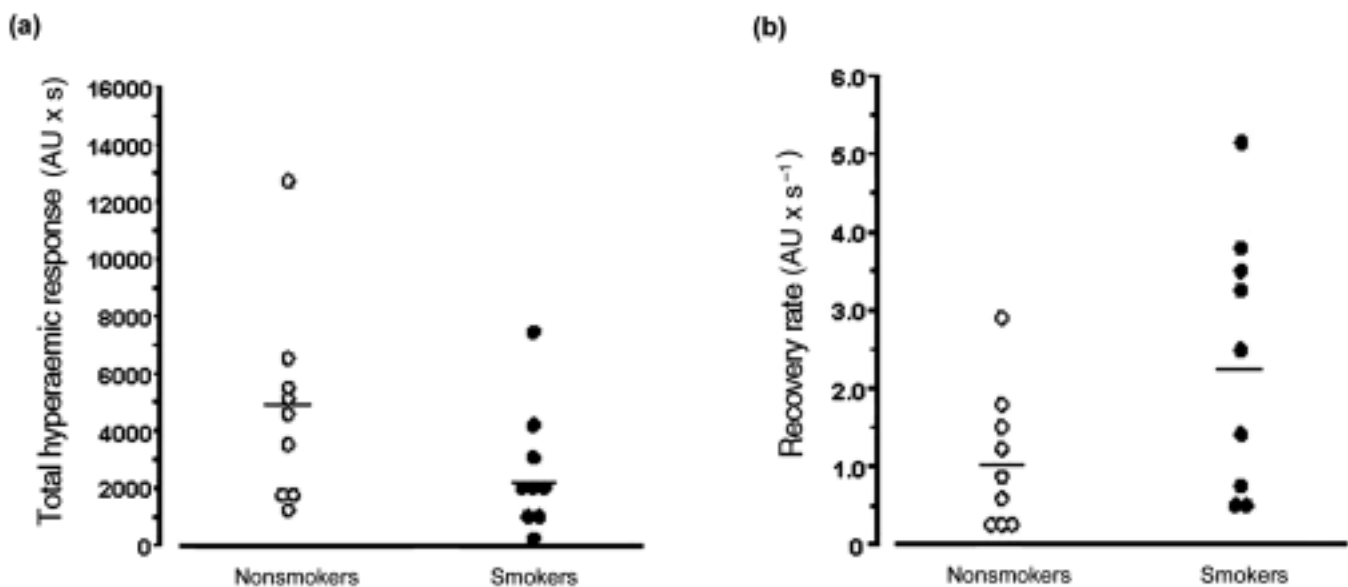 (a)
Total hyperaemic response (AU x s)
16000
14000
12000
10000
8000
6000
4000
2000
0
Nonsmokers
Smokers
(b)
Recovery rate (AU x s⁻¹)
6.0
5.0
4.0
3.0
2.0
1.0
0
Nonsmokers
Smokers